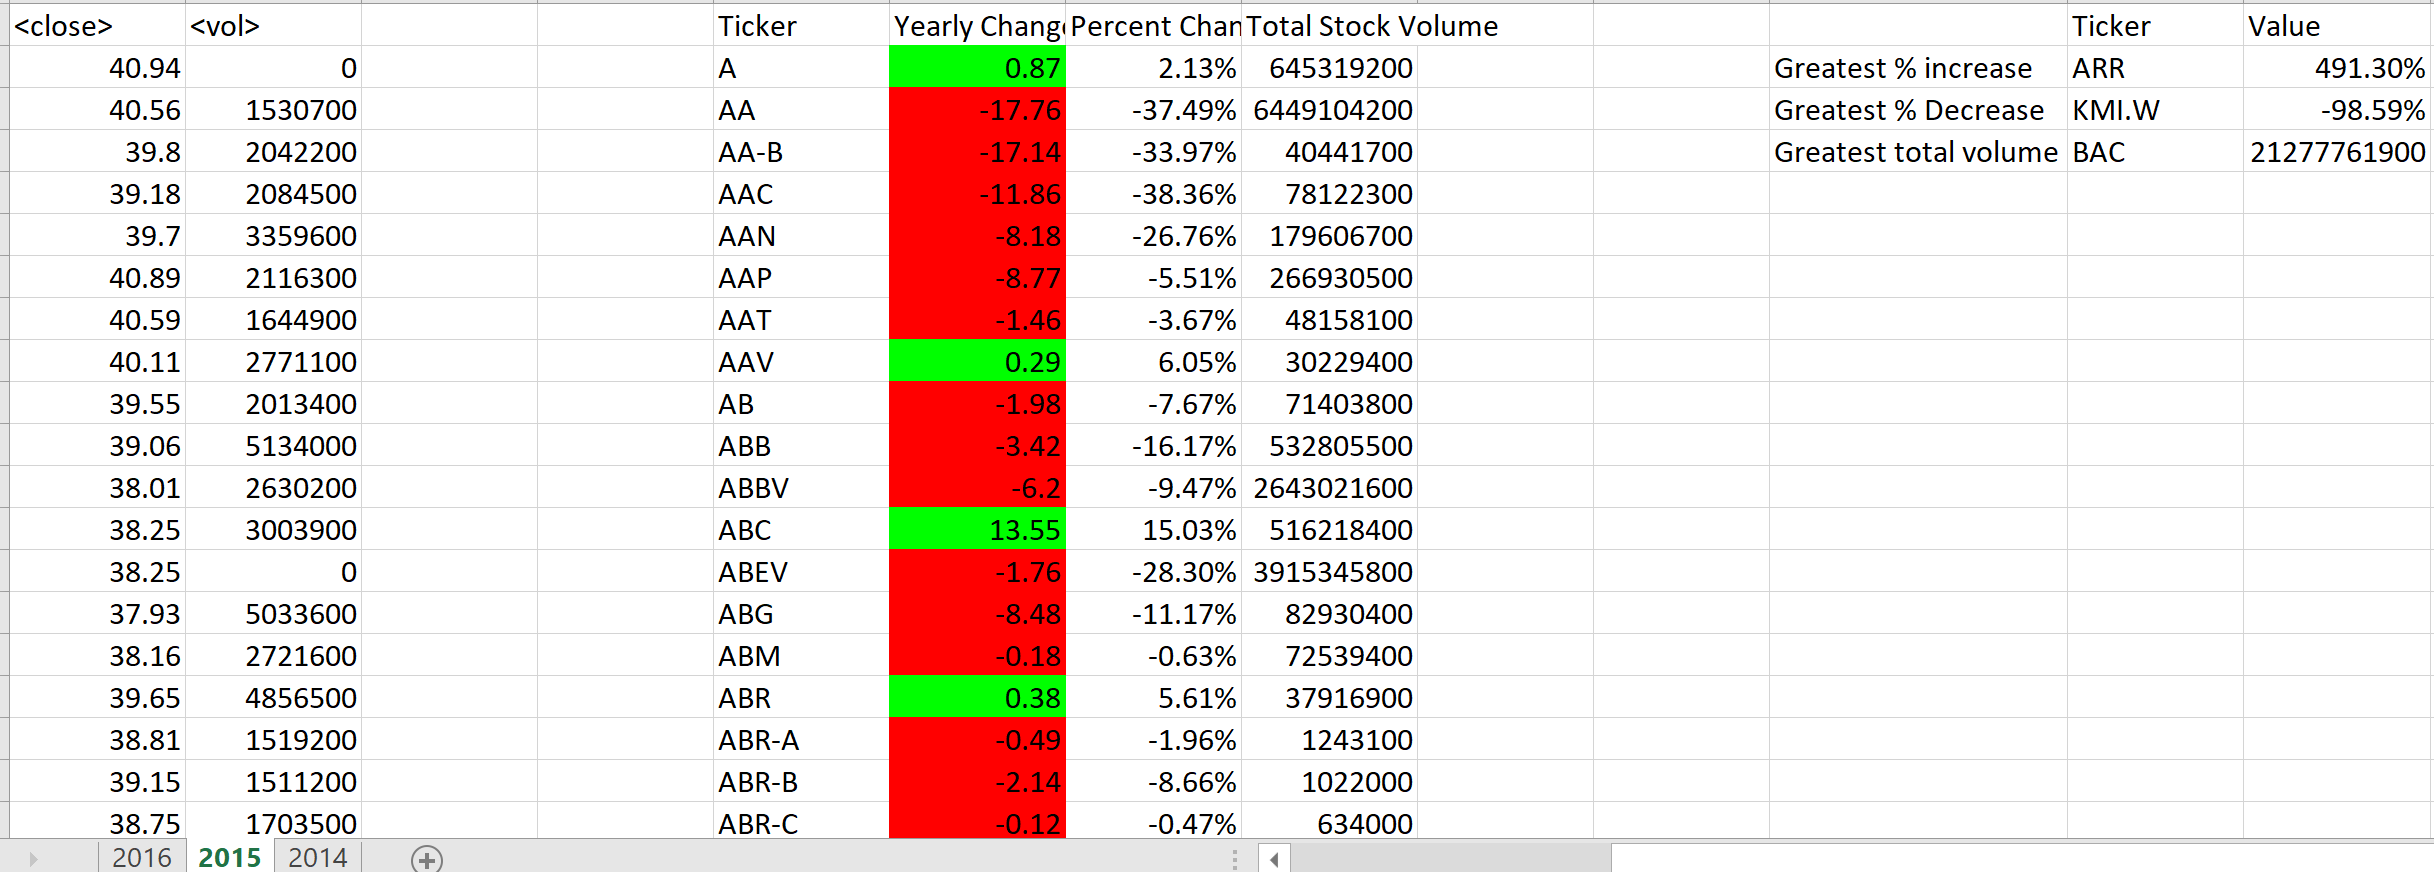 <close> <vol> Ticker Yearly Chang Percent Chan Total Stock Volume Ticker Value
40.94 0 A 0.87 2.13% 645319200 Greatest % increase ARR 491.30%
40.56 1530700 AA -17.76 -37.49% 6449104200 Greatest % Decrease KMI.W -98.59%
39.8 2042200 AA-B -17.14 -33.97% 40441700 Greatest total volume BAC 21277761900
39.18 2084500 AAC -11.86 -38.36% 78122300
39.7 3359600 AAN -8.18 -26.76% 179606700
40.89 2116300 AAP -8.77 -5.51% 266930500
40.59 1644900 AAT -1.46 -3.67% 48158100
40.11 2771100 AAV 0.29 6.05% 30229400
39.55 2013400 AB -1.98 -7.67% 71403800
39.06 5134000 ABB -3.42 -16.17% 532805500
38.01 2630200 ABBV -6.2 -9.47% 2643021600
38.25 3003900 ABC 13.55 15.03% 516218400
38.25 0 ABEV -1.76 -28.30% 3915345800
37.93 5033600 ABG -8.48 -11.17% 82930400
38.16 2721600 ABM -0.18 -0.63% 72539400
39.65 4856500 ABR 0.38 5.61% 37916900
38.81 1519200 ABR-A -0.49 -1.96% 1243100
39.15 1511200 ABR-B -2.14 -8.66% 1022000
38.75 1703500 ABR-C -0.12 -0.47% 634000
2016 2015 2014